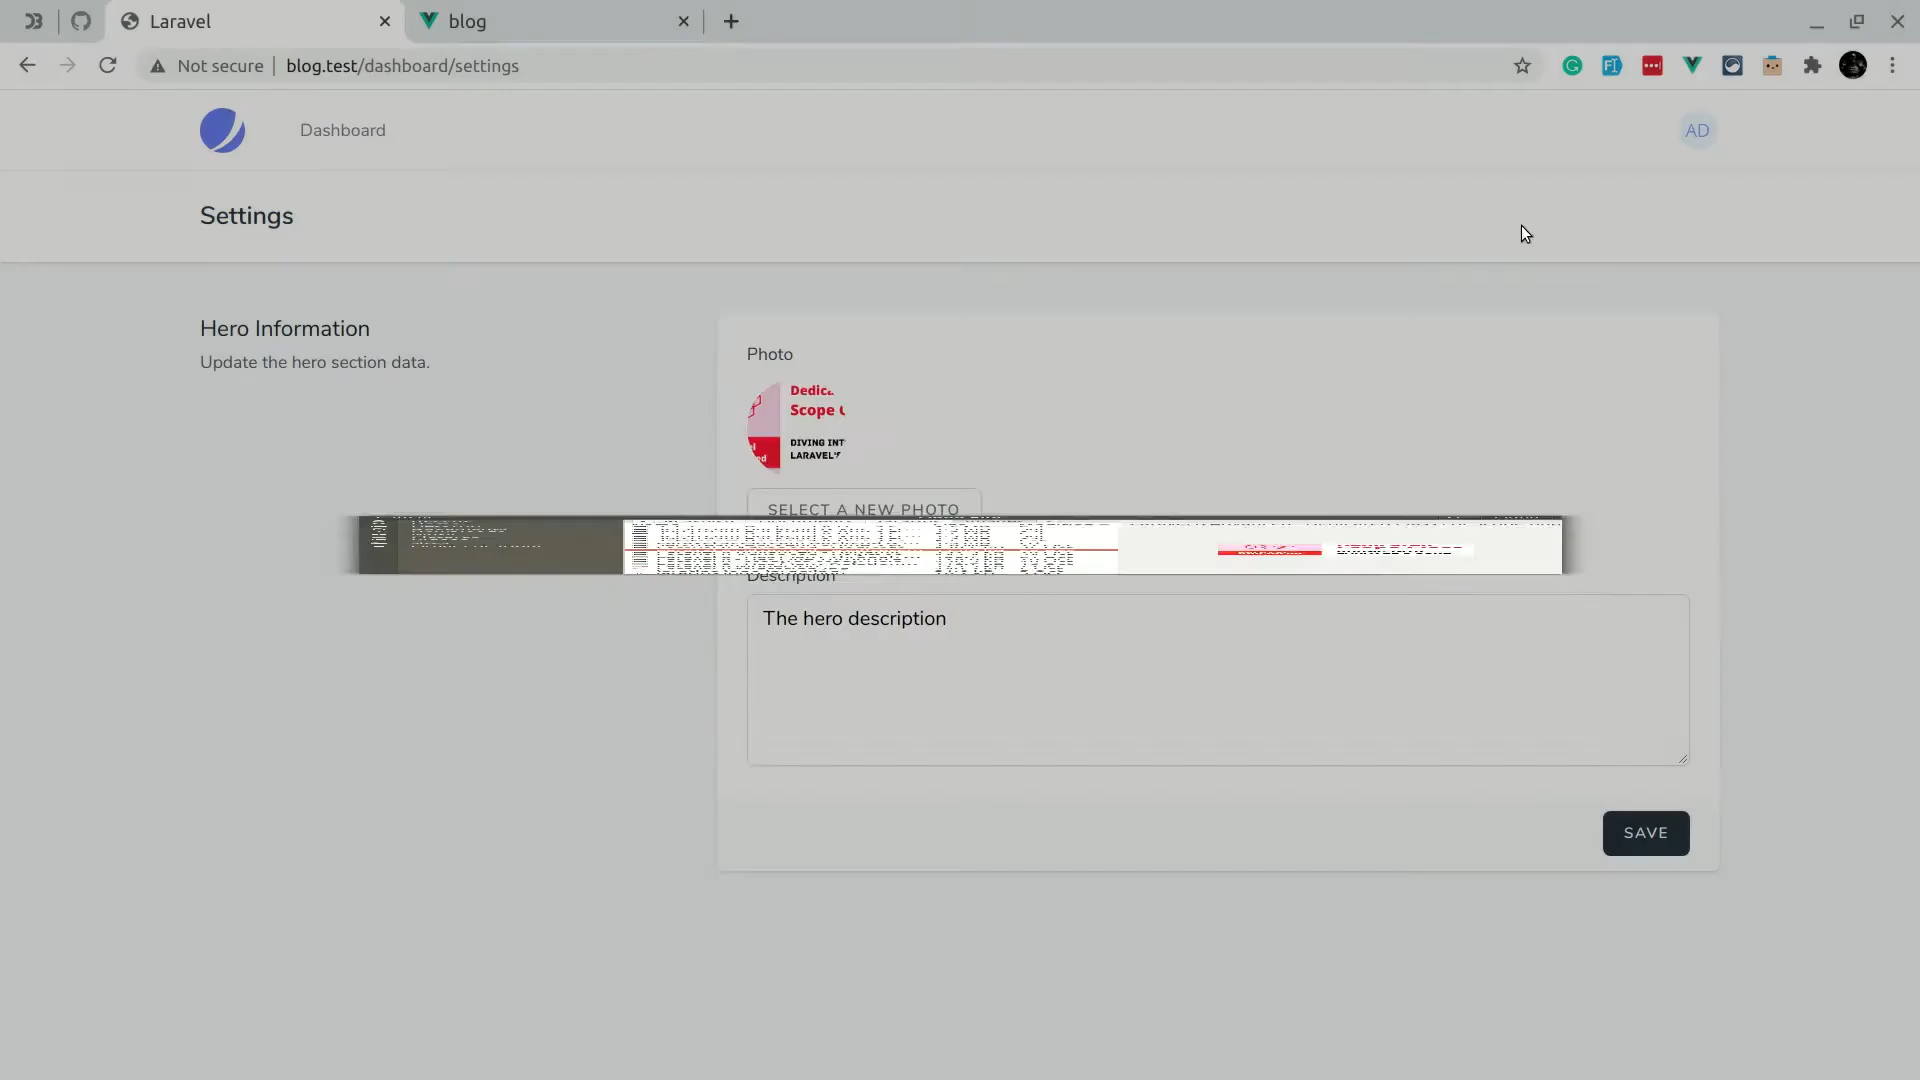 Laravel
blog
Not secure
blog.test/dashboard/settings
Dashboard
AD
Settings
Hero Information
Update the hero section data.
Photo
Scope
DIVING INT
LARAVEL'
SELECT A NEW PHOTO
Description
The hero description
SAVE